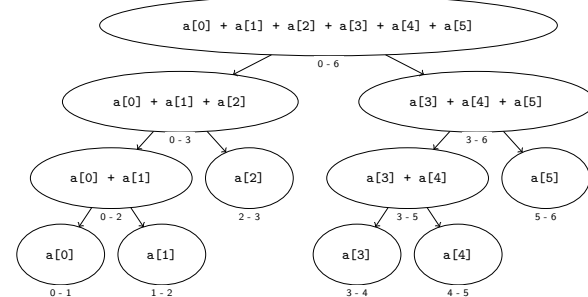 a[0] + a[1] + a[2] + a[3] + a[4] + a[5]
0 - 6
a[0] + a[1] + a[2]
a[3] + a[4] + a[5]
0 - 3
3 - 6
a[0] + a[1]
a[2]
a[3] + a[4]
a[5]
0 - 2
2 - 3
3 - 5
5 - 6
a[0]
a[1]
a[3]
a[4]
0 - 1
1 - 2
3 - 4
4 - 5